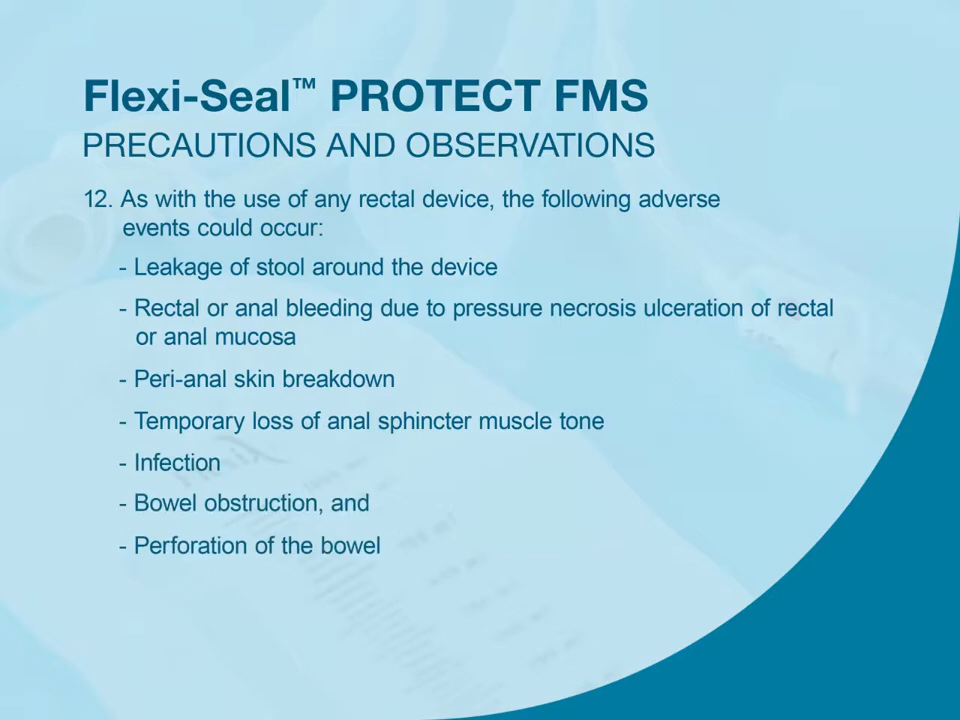 Flexi-Seal™ PROTECT FMS
PRECAUTIONS AND OBSERVATIONS
12. As with the use of any rectal device, the following adverse
events could occur:
- Leakage of stool around the device
- Rectal or anal bleeding due to pressure necrosis ulceration of rectal
or anal mucosa
- Peri-anal skin breakdown
- Temporary loss of anal sphincter muscle tone
- Infection
- Bowel obstruction, and
- Perforation of the bowel